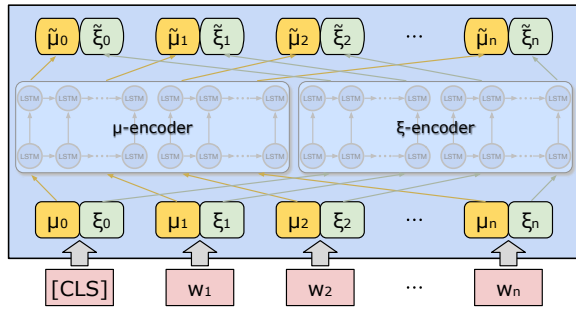 μ̃0 ξ̃0 μ̃1 ξ̃1 μ̃2 ξ̃2 ... μ̃n ξ̃n
LSTM LSTM LSTM LSTM LSTM LSTM LSTM LSTM LSTM LSTM LSTM LSTM
μ-encoder ξ-encoder
LSTM LSTM LSTM LSTM LSTM LSTM LSTM LSTM LSTM LSTM LSTM LSTM
μ0 ξ0 μ1 ξ1 μ2 ξ2 ... μn ξn
[CLS] w1 w2 ... wn